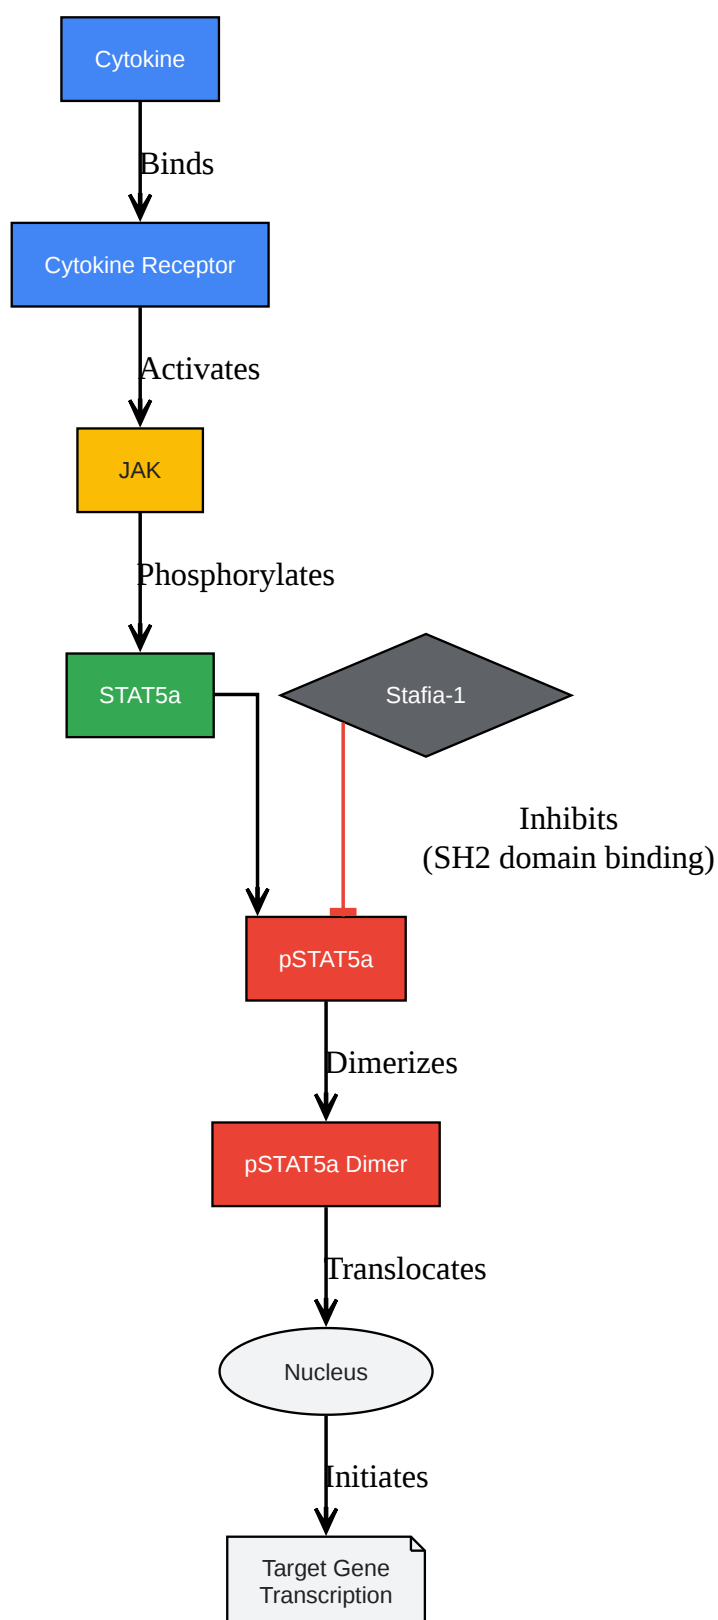 Cytokine
Binds
Cytokine Receptor
Activates
JAK
Phosphorylates
STAT5a
Stafia-1
Inhibits
(SH2 domain binding)
pSTAT5a
Dimerizes
pSTAT5a Dimer
Translocates
Nucleus
Initiates
Target Gene
Transcription